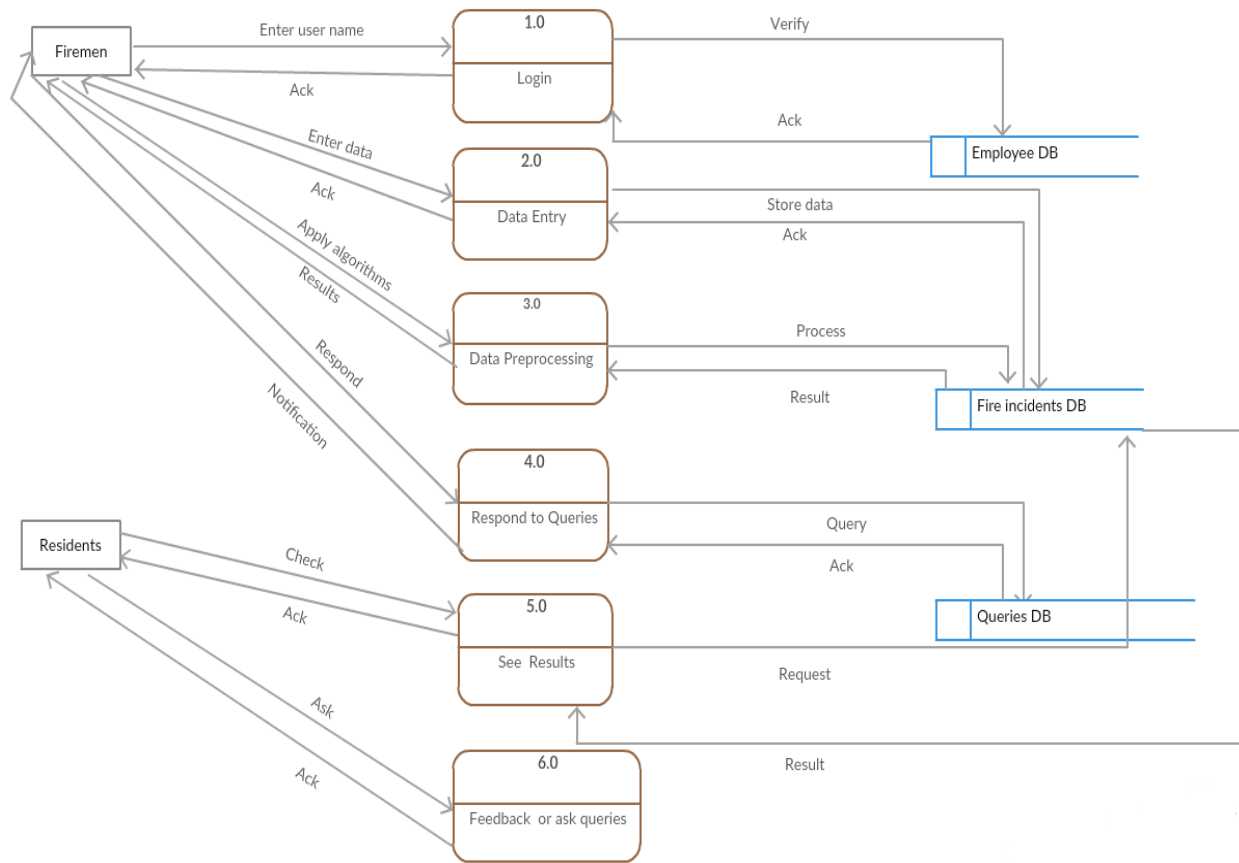 1.0
Verify
Enter user name
Firemen
Login
Ack
Ack
Employee DB
Enter data
2.0
Ack
Store data
Data Entry
Ack
Apply algorithms
Results
3.0
Process
Data Preprocessing
Result
Fire incidents DB
Respond
Notification
4.0
Respond to Queries
Query
Residents
Check
Ack
Ack
5.0
Queries DB
See Results
Request
Ask
Ack
6.0
Result
Feedback or ask queries